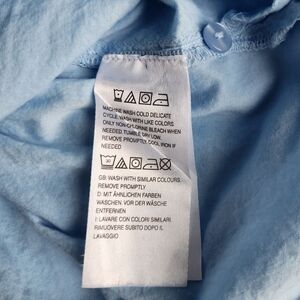 MACHINE WASH COLD DELICATE
CYCLE. WASH WITH LIKE COLORS.
ONLY NON-CHLORINE BLEACH WHEN
NEEDED. TUMBLE DRY LOW.
REMOVE PROMPTLY. COOL IRON IF
NEEDED
30
GB: WASH WITH SIMILAR COLOURS.
REMOVE PROMPTLY
D: MIT ÄHNLICHEN FARBEN
WASCHEN. VOR DER WÄSCHE
ENTFERNEN
I: LAVARE CON COLORI SIMILARI.
RIMUOVERE SUBITO DOPO IL
LAVAGGIO